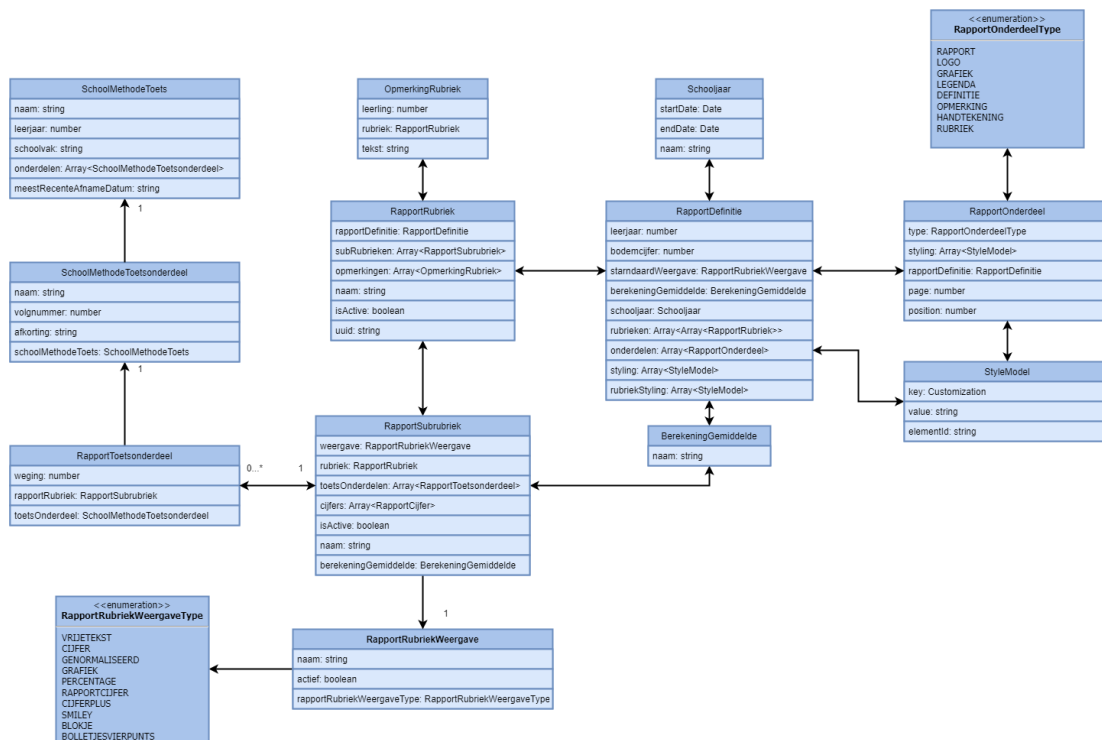 <<enumeration>>
RapportOnderdeelType
RAPPORT
LOGO
GRAFIEK
LEGENDA
DEFINITIE
OPMERKING
HANDTEKENING
RUBRIEK
SchoolMethodeToets
naam: string
leerjaar: number
schoolvak: string
onderdelen: Array<SchoolMethodeToetsonderdeel>
meestRecenteAfnameDatum: string
1
OpmerkingRubriek
leerling: number
rubriek: RapportRubriek
tekst: string
Schooljaar
startDate: Date
endDate: Date
naam: string
RapportRubriek
rapportDefinitie: RapportDefinitie
subRubrieken: Array<RapportSubrubriek>
opmerkingen: Array<OpmerkingRubriek>
naam: string
isActive: boolean
uuid: string
RapportDefinitie
leerjaar: number
bodemcijfer: number
starndaardWeergave: RapportRubriekWeergave
berekeningGemiddelde: BerekeningGemiddelde
schooljaar: Schooljaar
rubrieken: Array<Array<RapportRubriek>>
onderdelen: Array<RapportOnderdeel>
styling: Array<StyleModel>
rubriekStyling: Array<StyleModel>
RapportOnderdeel
type: RapportOnderdeelType
styling: Array<StyleModel>
rapportDefinitie: RapportDefinitie
page: number
position: number
SchoolMethodeToetsonderdeel
naam: string
volgnummer: number
afkorting: string
schoolMethodeToets: SchoolMethodeToets
1
StyleModel
key: Customization
value: string
elementId: string
BerekeningGemiddelde
naam: string
RapportToetsonderdeel
weging: number
rapportRubriek: RapportSubrubriek
toetsOnderdeel: SchoolMethodeToetsonderdeel
0...*
1
RapportSubrubriek
weergave: RapportRubriekWeergave
rubriek: RapportRubriek
toetsOnderdelen: Array<RapportToetsonderdeel>
cijfers: Array<RapportCijfer>
isActive: boolean
naam: string
berekeningGemiddelde: BerekeningGemiddelde
1
<<enumeration>>
RapportRubriekWeergaveType
VRIJETEKST
CIJFER
GENORMALISEERD
GRAFIEK
PERCENTAGE
RAPPORTCIJFER
CIJFERPLUS
SMILEY
BLOKJE
BOLLETJESVIERPUNTS
RapportRubriekWeergave
naam: string
actief: boolean
rapportRubriekWeergaveType: RapportRubriekWeergaveType